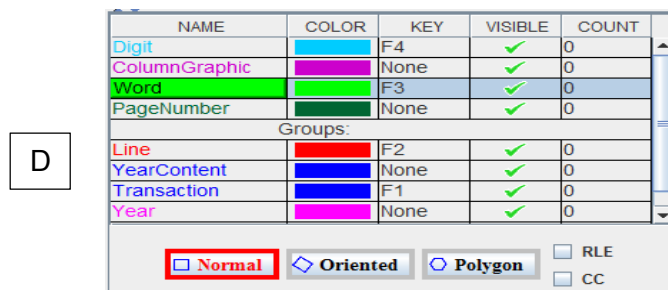 NAME COLOR KEY VISIBLE COUNT
Digit F4 0
ColumnGraphic None 0
Word F3 0
PageNumber None 0
Groups:
Line F2 0
YearContent None 0
Transaction F1 0
Year None 0
D
Normal Oriented Polygon RLE
CC